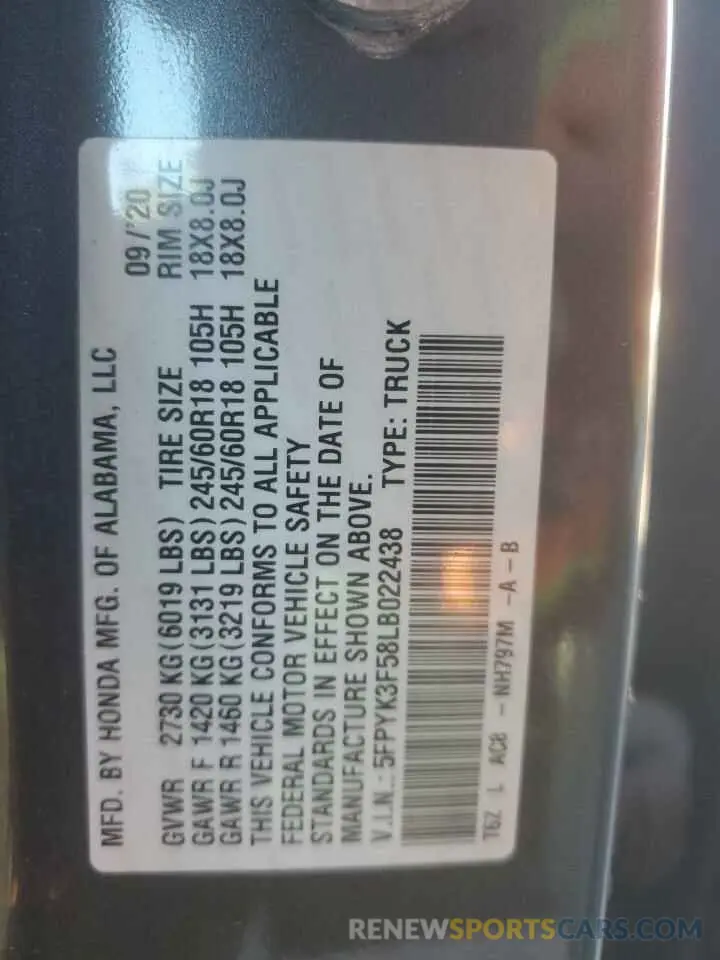 MFD. BY HONDA MFG. OF ALABAMA, LLC
09/'20
GVWR 2730 KG(6019 LBS) TIRE SIZE RIM SIZE
GAWR F 1420 KG(3131 LBS)245/60R18 105H 18X8.0J
GAWR R 1460 KG(3219 LBS)245/60R18 105H 18X8.0J
THIS VEHICLE CONFORMS TO ALL APPLICABLE
FEDERAL MOTOR VEHICLE SAFETY
STANDARDS IN EFFECT ON THE DATE OF
MANUFACTURE SHOWN ABOVE.
V.I.N.:5FPYK3F58LB022438 TYPE: TRUCK
T6Z L AC8 -NH797M -A -B
RENEWSPORTSCARS.COM